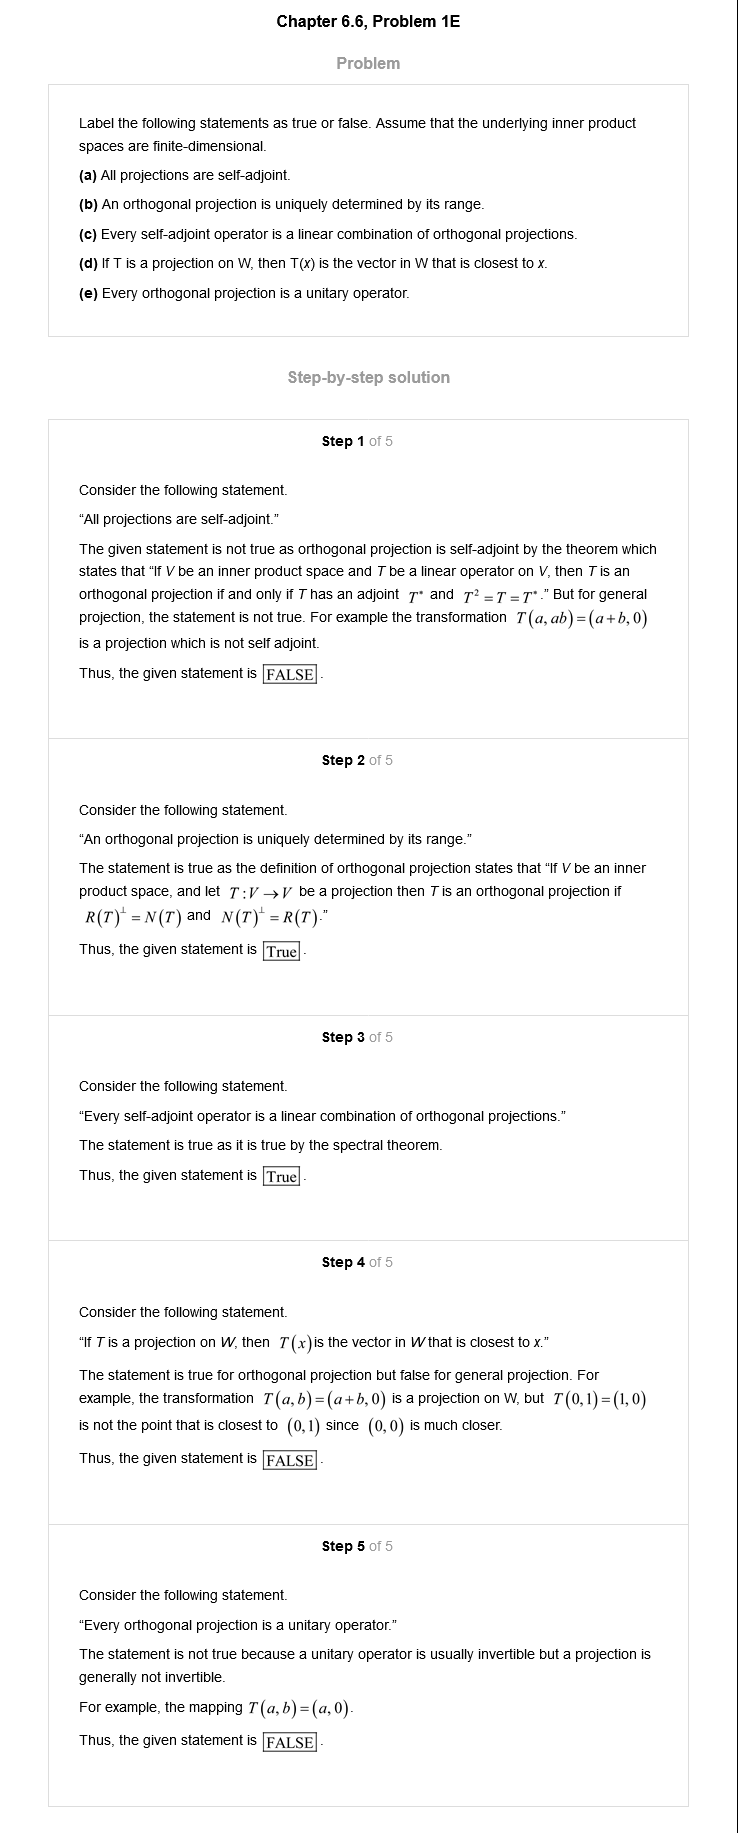 Chapter 6.6, Problem 1E
Problem
Label the following statements as true or false. Assume that the underlying inner product
spaces are finite-dimensional.
(a) All projections are self-adjoint.
(b) An orthogonal projection is uniquely determined by its range.
(c) Every self-adjoint operator is a linear combination of orthogonal projections.
(d) If T is a projection on W, then T(x) is the vector in W that is closest to x.
(e) Every orthogonal projection is a unitary operator.
Step-by-step solution
Step 1 of 5
Consider the following statement.
“All projections are self-adjoint.”
The given statement is not true as orthogonal projection is self-adjoint by the theorem which
states that “If V be an inner product space and T be a linear operator on V, then T is an
orthogonal projection if and only if T has an adjoint T* and T² = T = T*.” But for general
projection, the statement is not true. For example the transformation T(a, ab) = (a + b, 0)
is a projection which is not self adjoint.
Thus, the given statement is FALSE.
Step 2 of 5
Consider the following statement.
“An orthogonal projection is uniquely determined by its range.”
The statement is true as the definition of orthogonal projection states that “If V be an inner
product space, and let T : V → V be a projection then T is an orthogonal projection if
R(T)^⊥ = N(T) and N(T)^⊥ = R(T).”
Thus, the given statement is True.
Step 3 of 5
Consider the following statement.
“Every self-adjoint operator is a linear combination of orthogonal projections.”
The statement is true as it is true by the spectral theorem.
Thus, the given statement is True.
Step 4 of 5
Consider the following statement.
“If T is a projection on W, then T(x) is the vector in W that is closest to x.”
The statement is true for orthogonal projection but false for general projection. For
example, the transformation T(a, b) = (a + b, 0) is a projection on W, but T(0, 1) = (1, 0)
is not the point that is closest to (0, 1) since (0, 0) is much closer.
Thus, the given statement is FALSE.
Step 5 of 5
Consider the following statement.
“Every orthogonal projection is a unitary operator.”
The statement is not true because a unitary operator is usually invertible but a projection is
generally not invertible.
For example, the mapping T(a, b) = (a, 0).
Thus, the given statement is FALSE.